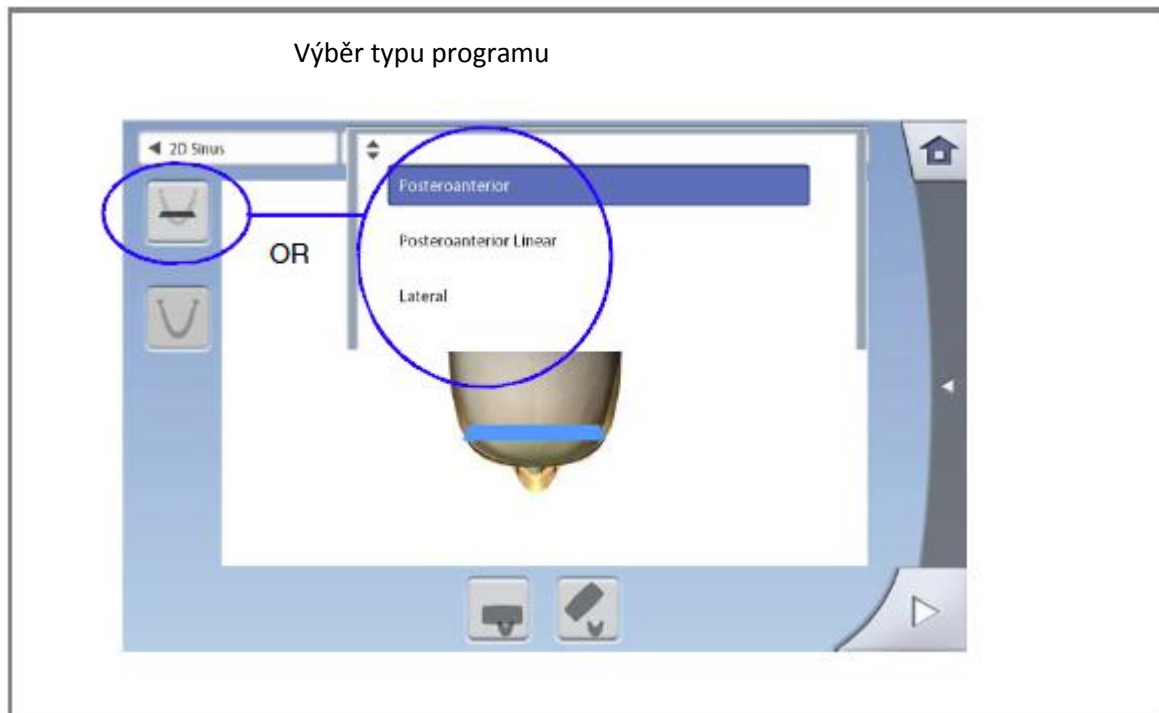 Výběr typu programu
2D Sinus
Posteroanterior
OR
Posteroanterior Linear
Lateral